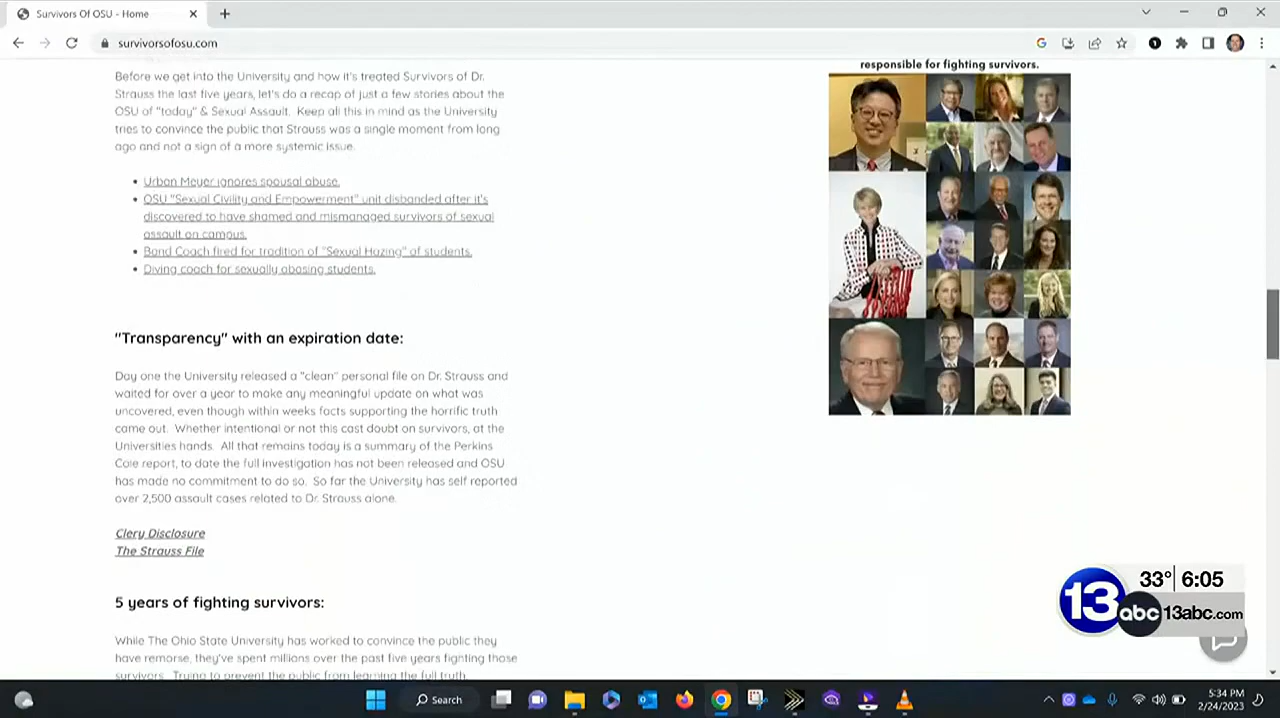 Survivors Of OSU - Home
survivorsofosu.com
Before we get into the University and how it's treated Survivors of Dr.
Strauss the last five years, let's do a recap of just a few stories about the
OSU of "today" & Sexual Assault. Keep all this in mind as the University
tries to convince the public that Strauss was a single moment from long
ago and not a sign of a more systemic issue.
Urban Meyer ignores spousal abuse.
OSU "Sexual Civility and Empowerment" unit disbanded after it's
discovered to have shamed and mismanaged survivors of sexual
assault on campus.
Band Coach fired for tradition of "Sexual Hazing" of students.
Diving coach for sexually abusing students.
"Transparency" with an expiration date:
Day one the University released a "clean" personal file on Dr. Strauss and
waited for over a year to make any meaningful update on what was
uncovered, even though within weeks facts supporting the horrific truth
came out. Whether intentional or not this cast doubt on survivors, at the
Universities hands. All that remains today is a summary of the Perkins
Coie report, to date the full investigation has not been released and OSU
has made no commitment to do so. So far the University has self reported
over 2,500 assault cases related to Dr. Strauss alone.
Clery Disclosure
The Strauss File
5 years of fighting survivors:
While The Ohio State University has worked to convince the public they
have remorse, they've spent millions over the past five years fighting those
survivors. Trying to prevent the public from learning the full truth.
responsible for fighting survivors.
33° 6:05
13 abc 13abc.com
Search
5:34 PM
2/24/2023